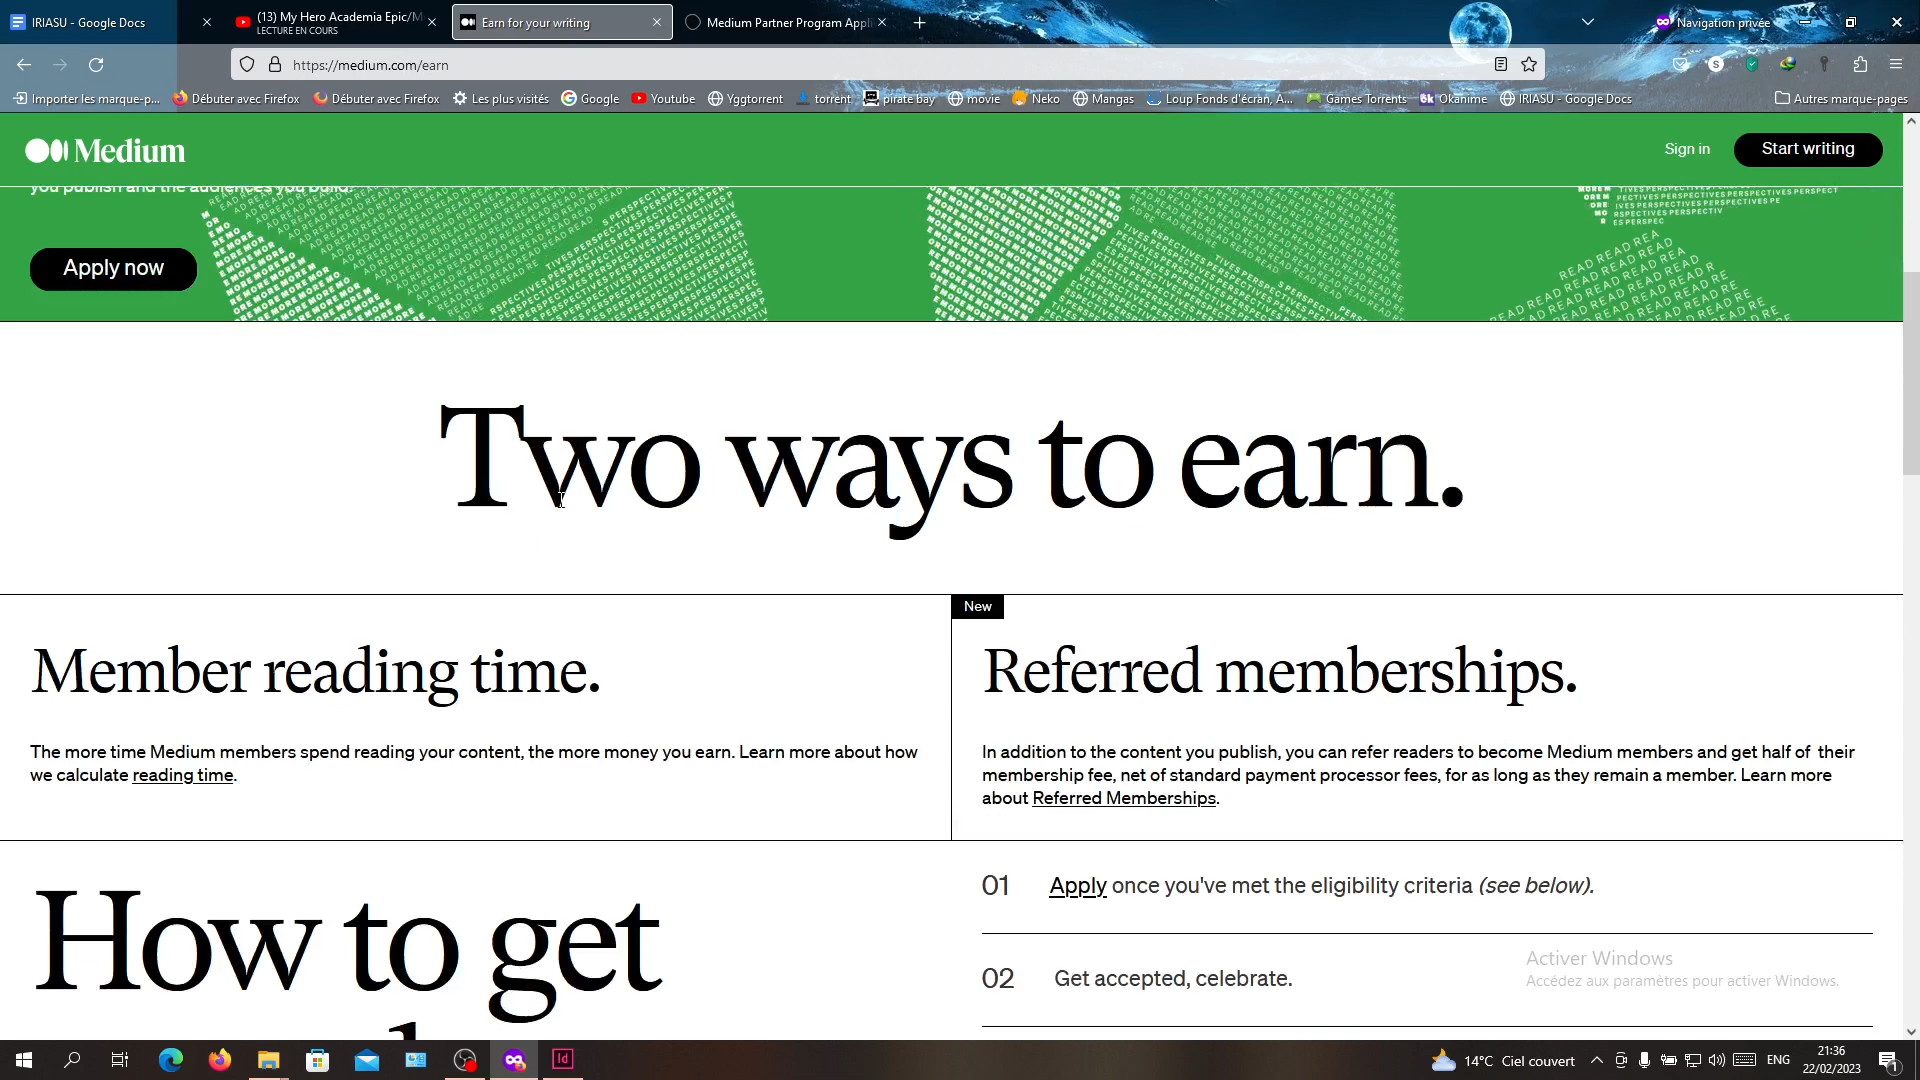 IRIASU - Google Docs
(13) My Hero Academia Epic/M
LECTURE EN COURS
Earn for your writing
Medium Partner Program Appli
Navigation privée
https://medium.com/earn
Importer les marque-p...
Débuter avec Firefox
Débuter avec Firefox
Les plus visités
Google
Youtube
Yggtorrent
torrent
pirate bay
movie
Neko
Mangas
Loup Fonds d'écran, A...
Games Torrents
Okanime
IRIASU - Google Docs
Autres marque-pages
Medium
Sign in
Start writing
you publish and the audiences you build.
Apply now
Two ways to earn.
New
Member reading time.
The more time Medium members spend reading your content, the more money you earn. Learn more about how
we calculate reading time.
Referred memberships.
In addition to the content you publish, you can refer readers to become Medium members and get half of their
membership fee, net of standard payment processor fees, for as long as they remain a member. Learn more
about Referred Memberships.
How to get
01 Apply once you've met the eligibility criteria (see below).
02 Get accepted, celebrate.
Activer Windows
Accédez aux paramètres pour activer Windows.
14°C Ciel couvert
ENG
21:36
22/02/2023